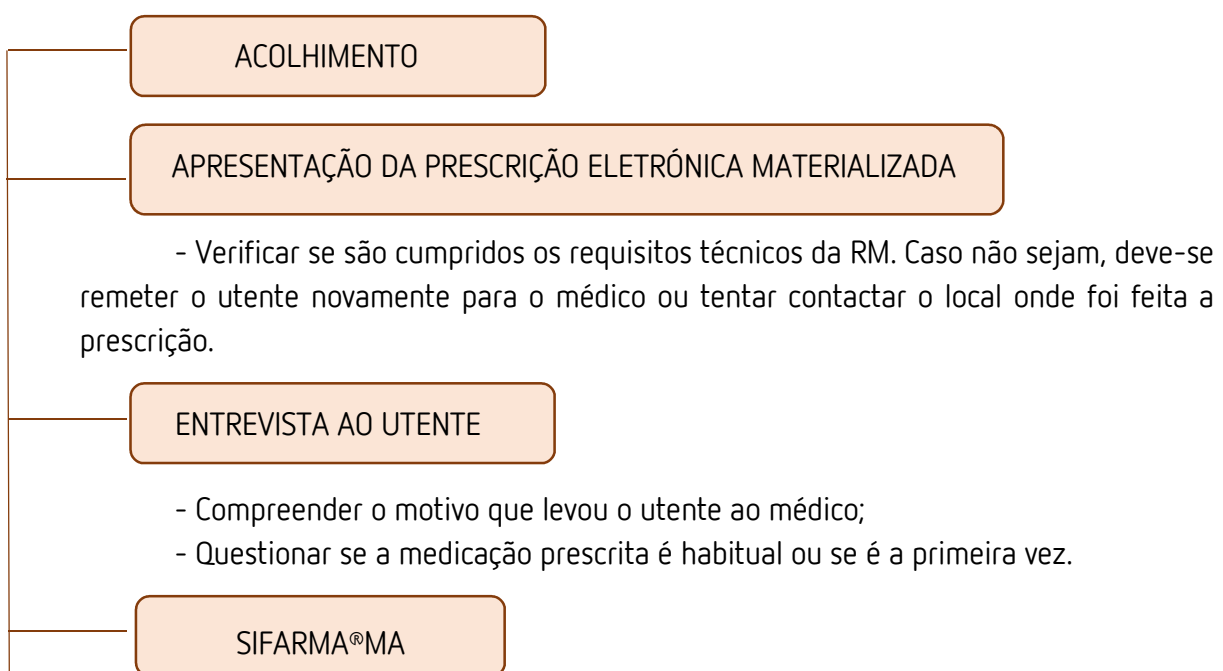 ACOLHIMENTO
APRESENTAÇÃO DA PRESCRIÇÃO ELETRÓNICA MATERIALIZADA
- Verificar se são cumpridos os requisitos técnicos da RM. Caso não sejam, deve-se
remeter o utente novamente para o médico ou tentar contactar o local onde foi feita a
prescrição.
ENTREVISTA AO UTENTE
- Compreender o motivo que levou o utente ao médico;
- Questionar se a medicação prescrita é habitual ou se é a primeira vez.
SIFARMA®MA